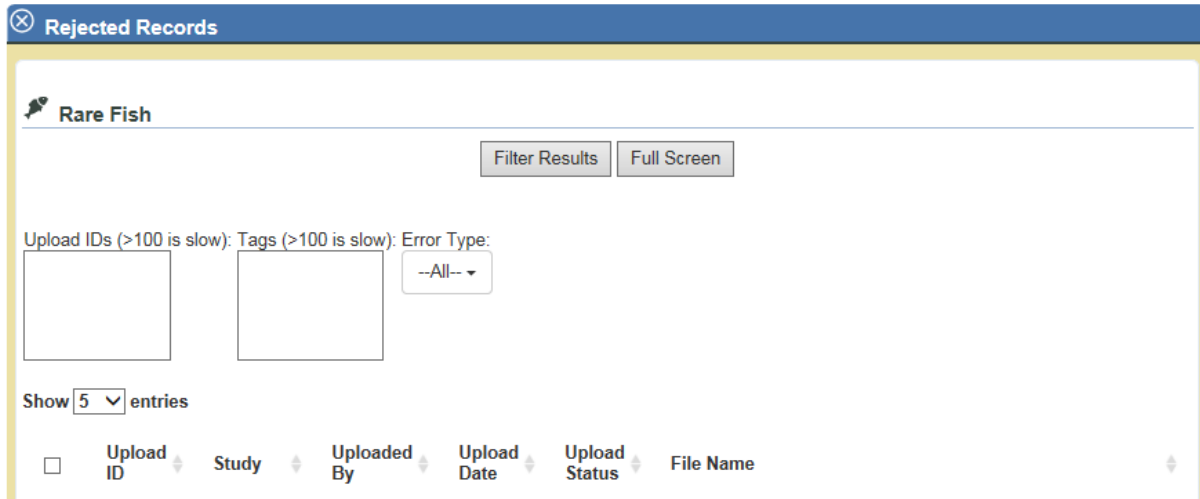 Rejected Records
Rare Fish
Filter Results Full Screen
Upload IDs (>100 is slow): Tags (>100 is slow): Error Type:
--All--
Show 5 entries
Upload ID Study Uploaded By Upload Date Upload Status File Name